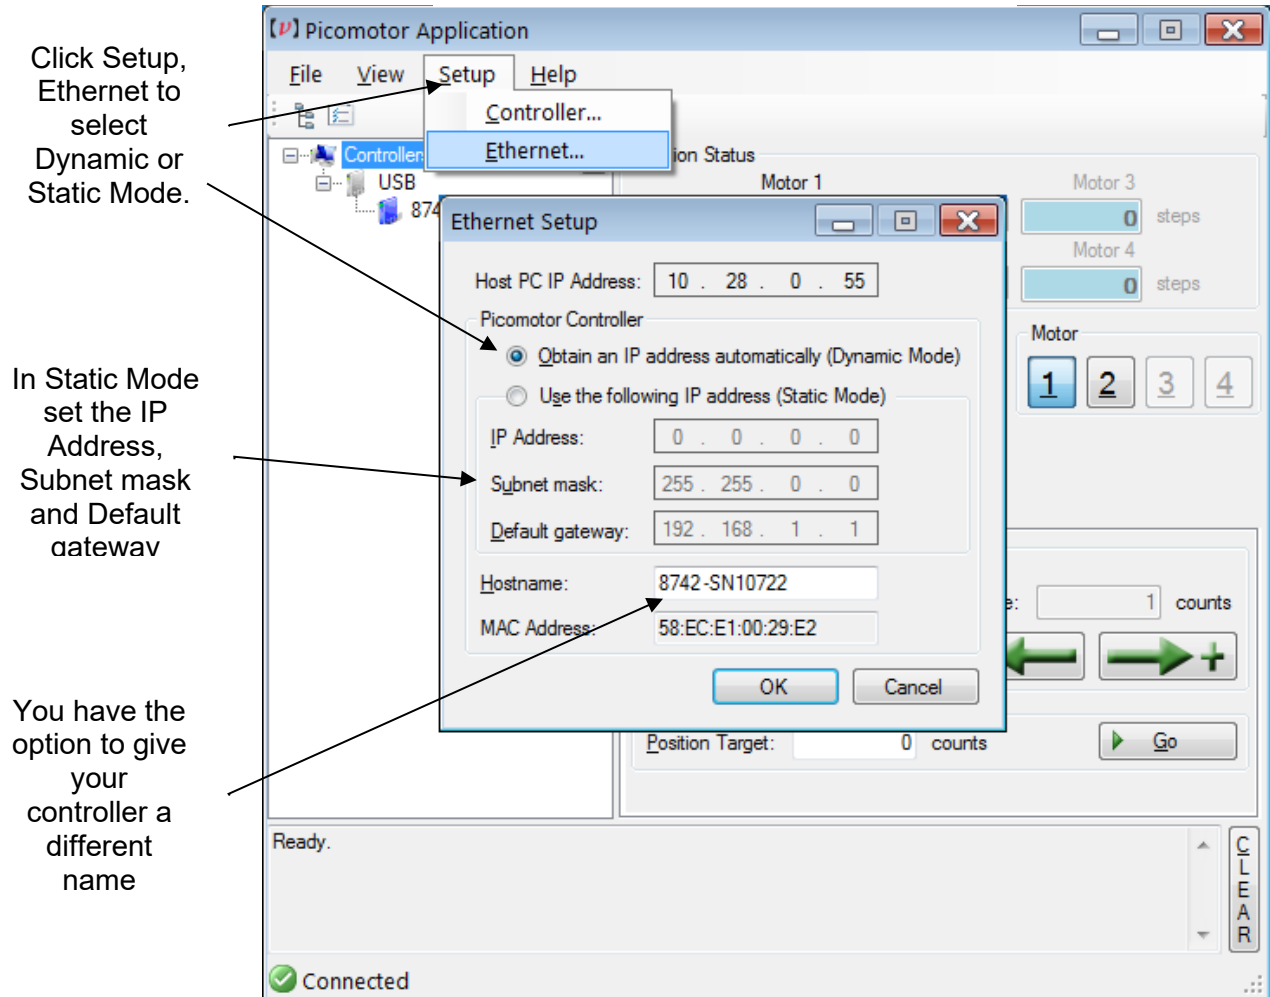 Click Setup,
Ethernet to
select
Dynamic or
Static Mode.
In Static Mode
set the IP
Address,
Subnet mask
and Default
gateway
You have the
option to give
your
controller a
different
name
Picomotor Application
File View Setup Help
Controller...
Ethernet...
Controller
USB
874
ion Status
Motor 1
Motor 3
0 steps
Motor 4
0 steps
Motor
1 2 3 4
Ethernet Setup
Host PC IP Address: 10 . 28 . 0 . 55
Picomotor Controller
Obtain an IP address automatically (Dynamic Mode)
Use the following IP address (Static Mode)
IP Address: 0 . 0 . 0 . 0
Subnet mask: 255 . 255 . 0 . 0
Default gateway: 192 . 168 . 1 . 1
Hostname: 8742-SN10722
MAC Address: 58:EC:E1:00:29:E2
OK Cancel
e: 1 counts
+
Position Target: 0 counts
Go
Ready.
CLEAR
Connected